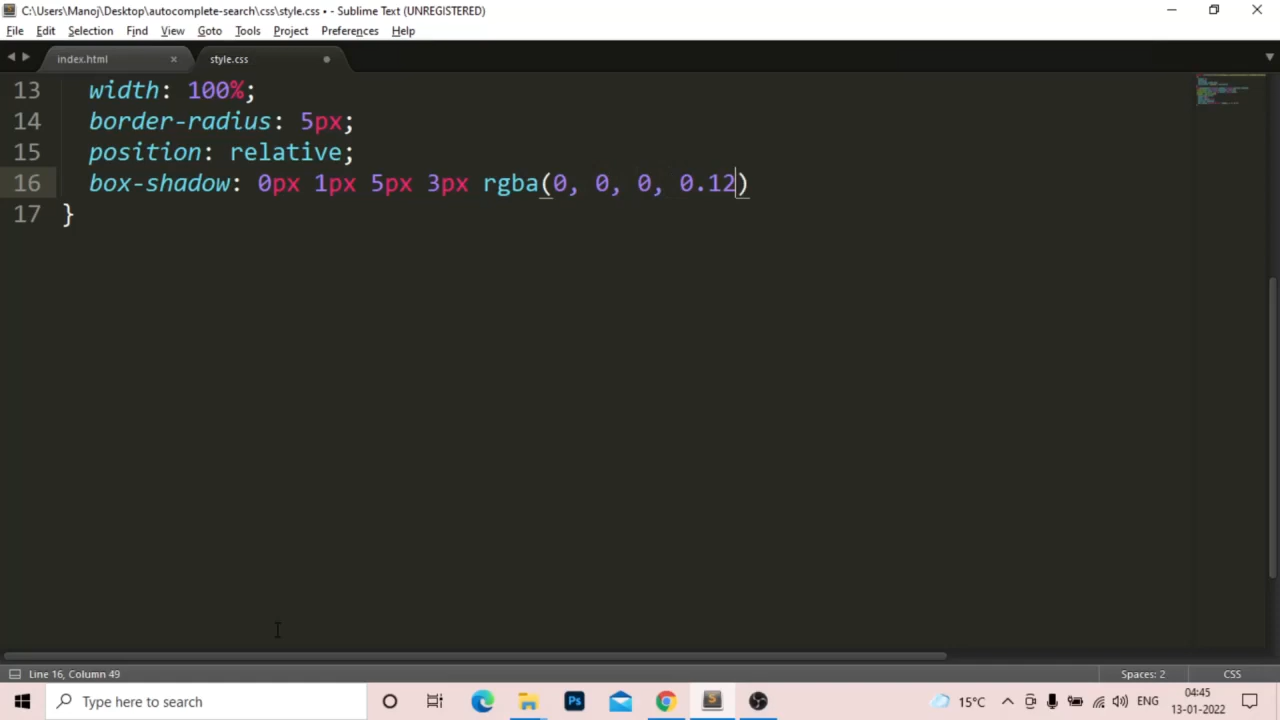 C:\Users\Manoj\Desktop\autocomplete-search\css\style.css • - Sublime Text (UNREGISTERED)
File Edit Selection Find View Goto Tools Project Preferences Help
index.html × style.css
13 width: 100%;
14 border-radius: 5px;
15 position: relative;
16 box-shadow: 0px 1px 5px 3px rgba(0, 0, 0, 0.12)
17 }
Line 16, Column 49 Spaces: 2 CSS
Type here to search Ps 15°C ENG 04:45
13-01-2022